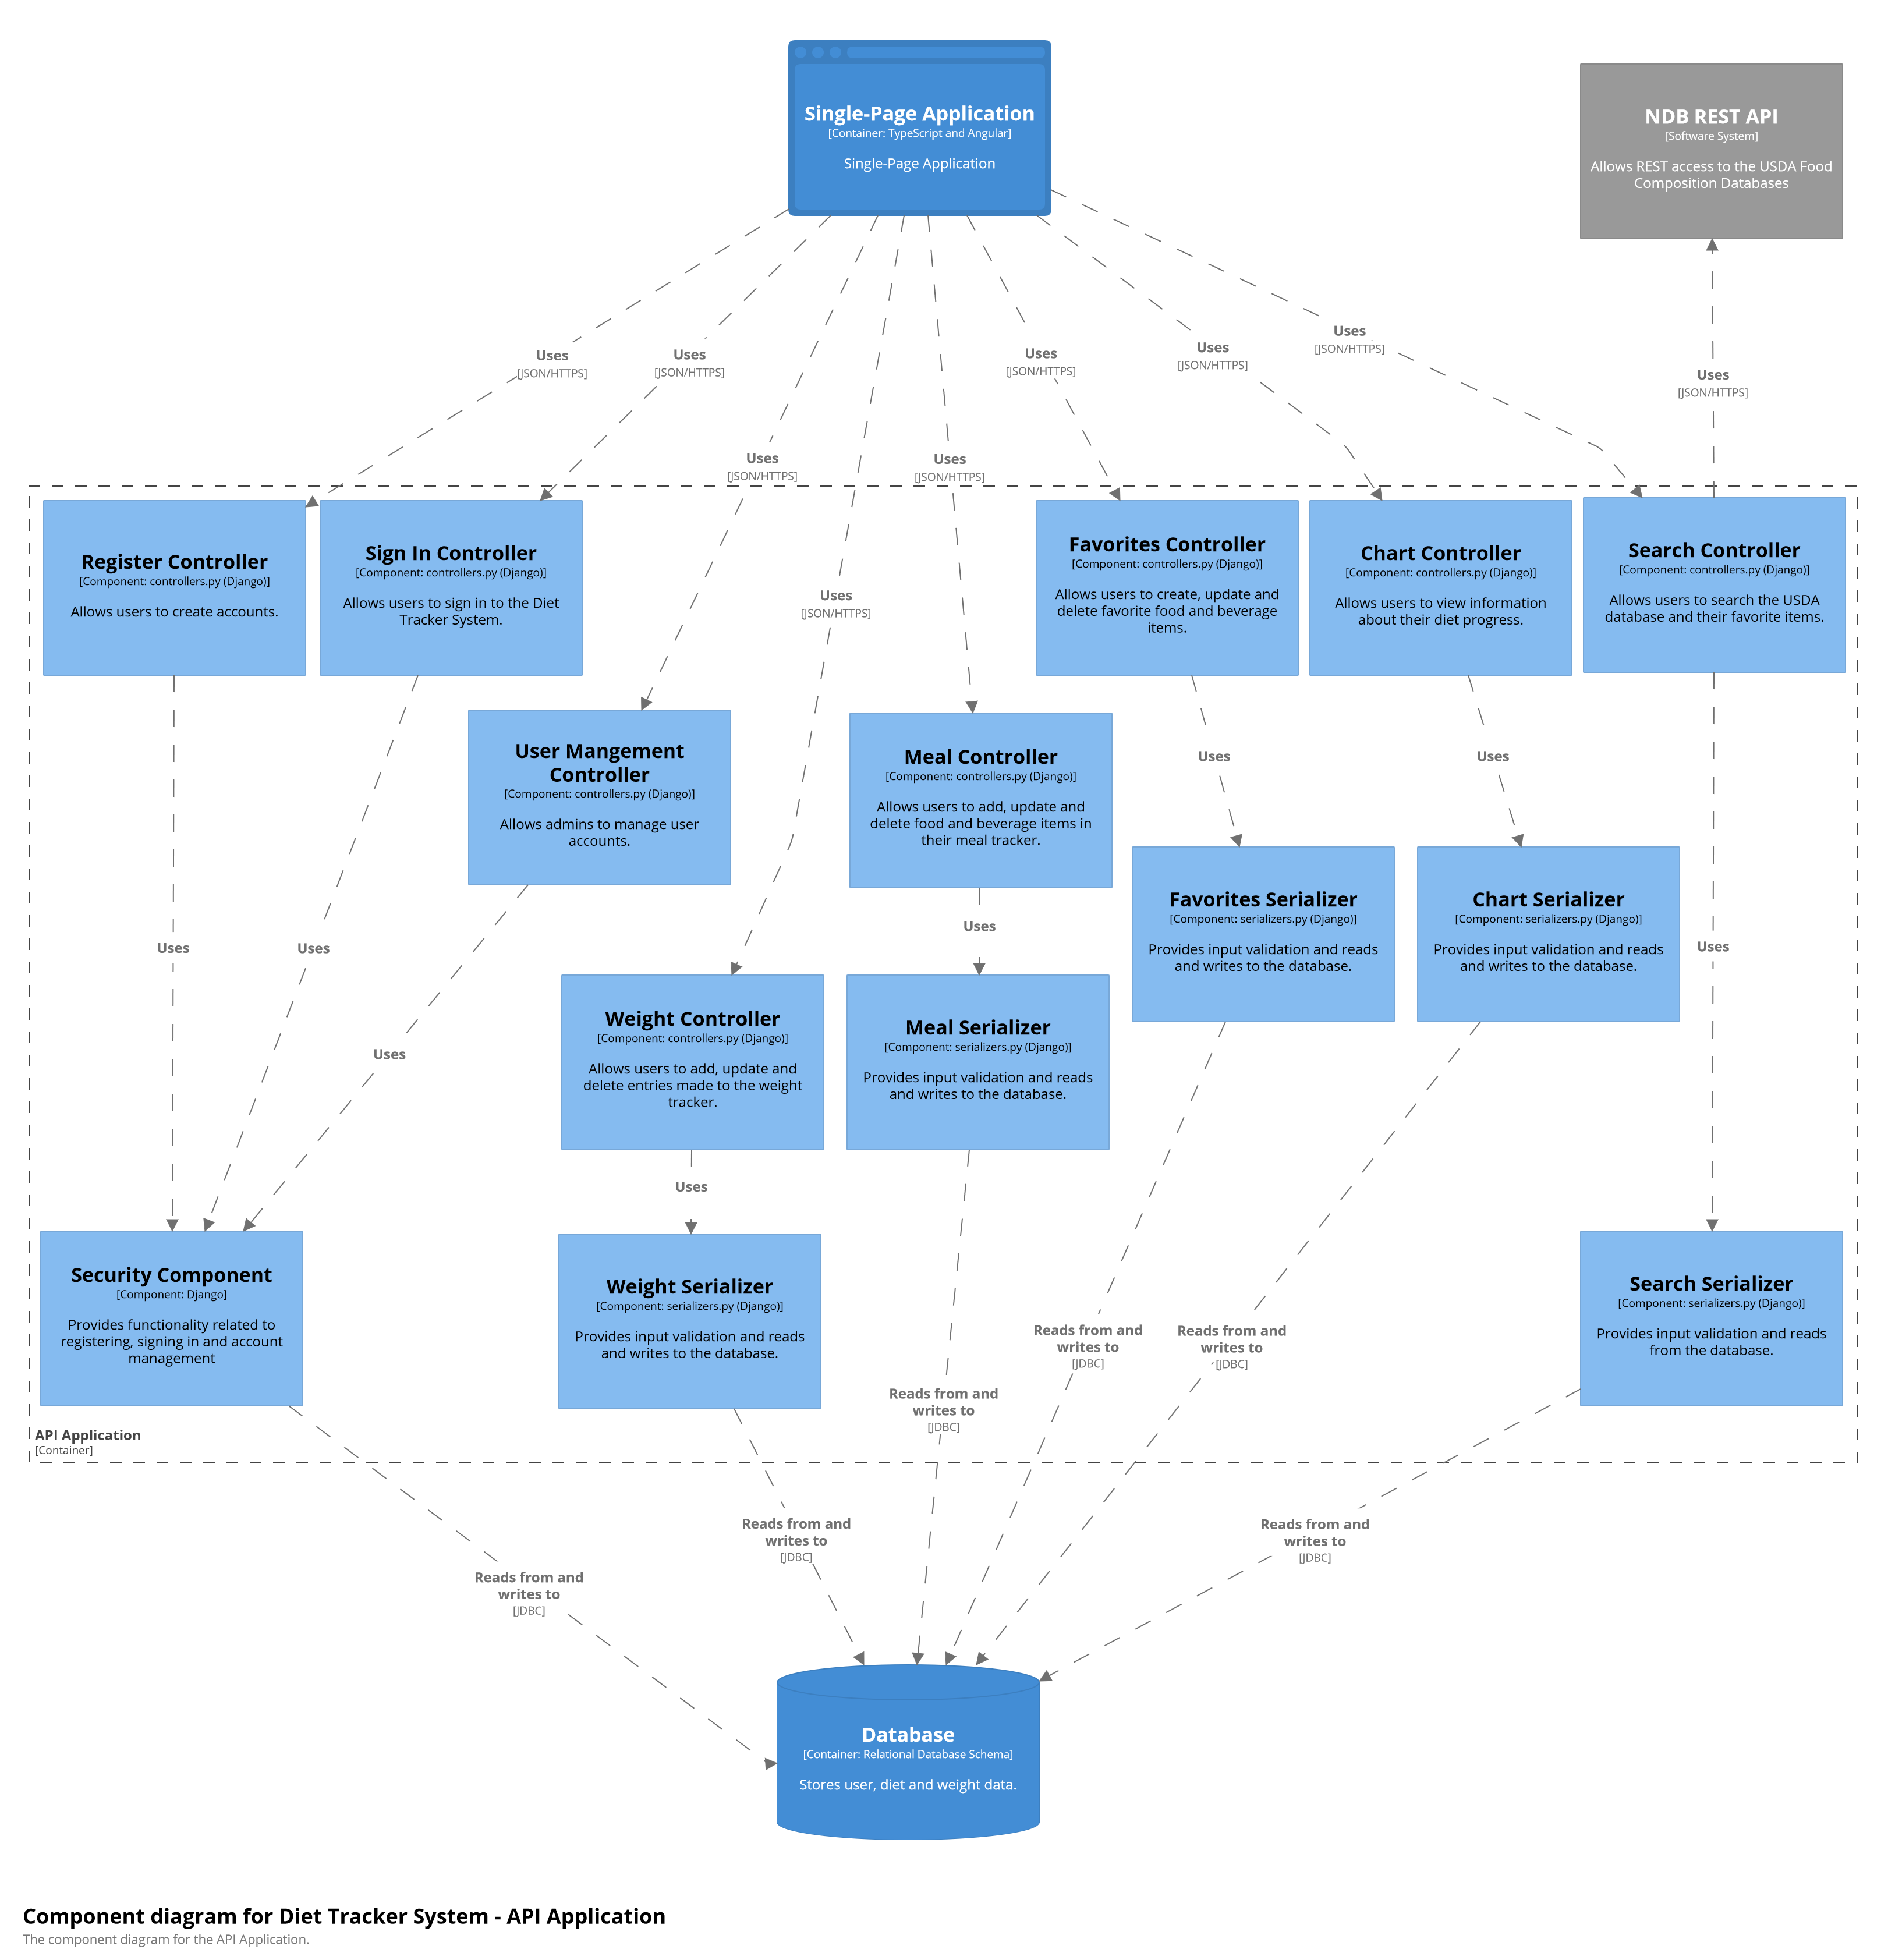 Single-Page Application
[Container: TypeScript and Angular]
Single-Page Application
NDB REST API
[Software System]
Allows REST access to the USDA Food
Composition Databases
Uses
[JSON/HTTPS]
Uses
[JSON/HTTPS]
Uses
[JSON/HTTPS]
Uses
[JSON/HTTPS]
Uses
[JSON/HTTPS]
Uses
[JSON/HTTPS]
Uses
[JSON/HTTPS]
Uses
[JSON/HTTPS]
Uses
[JSON/HTTPS]
Register Controller
[Component: controllers.py (Django)]
Allows users to create accounts.
Sign In Controller
[Component: controllers.py (Django)]
Allows users to sign in to the Diet
Tracker System.
Favorites Controller
[Component: controllers.py (Django)]
Allows users to create, update and
delete favorite food and beverage
items.
Chart Controller
[Component: controllers.py (Django)]
Allows users to view information
about their diet progress.
Search Controller
[Component: controllers.py (Django)]
Allows users to search the USDA
database and their favorite items.
User Mangement
Controller
[Component: controllers.py (Django)]
Allows admins to manage user
accounts.
Meal Controller
[Component: controllers.py (Django)]
Allows users to add, update and
delete food and beverage items in
their meal tracker.
Uses
Uses
Favorites Serializer
[Component: serializers.py (Django)]
Provides input validation and reads
and writes to the database.
Chart Serializer
[Component: serializers.py (Django)]
Provides input validation and reads
and writes to the database.
Uses
Uses
Uses
Uses
Uses
Weight Controller
[Component: controllers.py (Django)]
Allows users to add, update and
delete entries made to the weight
tracker.
Meal Serializer
[Component: serializers.py (Django)]
Provides input validation and reads
and writes to the database.
Uses
Security Component
[Component: Django]
Provides functionality related to
registering, signing in and account
management
Weight Serializer
[Component: serializers.py (Django)]
Provides input validation and reads
and writes to the database.
Search Serializer
[Component: serializers.py (Django)]
Provides input validation and reads
from the database.
Reads from and
writes to
[JDBC]
Reads from and
writes to
[JDBC]
Reads from and
writes to
[JDBC]
API Application
[Container]
Reads from and
writes to
[JDBC]
Reads from and
writes to
[JDBC]
Reads from and
writes to
[JDBC]
Database
[Container: Relational Database Schema]
Stores user, diet and weight data.
Component diagram for Diet Tracker System - API Application
The component diagram for the API Application.